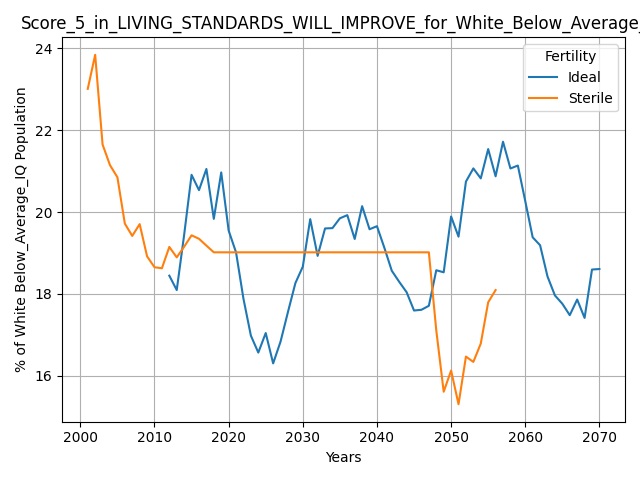 Score_5_in_LIVING_STANDARDS_WILL_IMPROVE_for_White_Below_Average_
Fertility
Ideal
Sterile
% of White Below_Average_IQ Population
24
22
20
18
16
2000 2010 2020 2030 2040 2050 2060 2070
Years